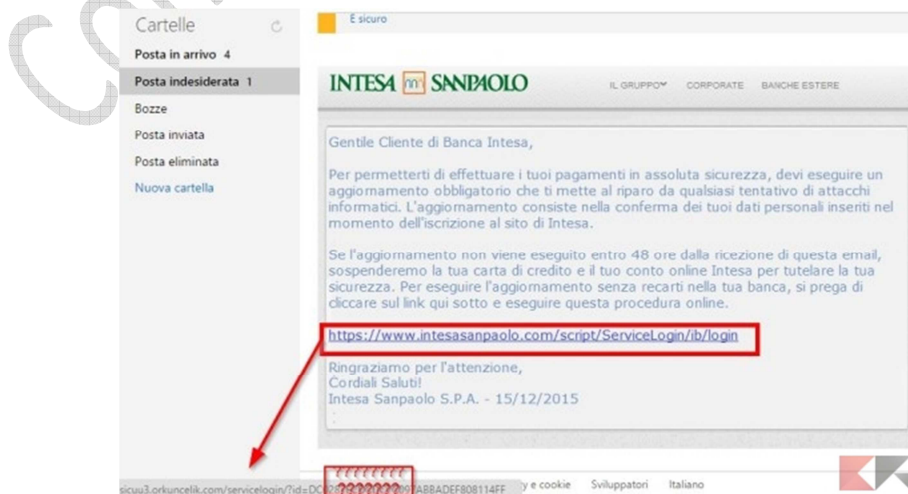 Cartelle
Posta in arrivo 4
Posta indesiderata 1
Bozze
Posta inviata
Posta eliminata
Nuova cartella
È sicuro
INTESA SANPAOLO
IL GRUPPO CORPORATE BANCHE ESTERE
Gentile Cliente di Banca Intesa,
Per permetterti di effettuare i tuoi pagamenti in assoluta sicurezza, devi eseguire un
aggiornamento obbligatorio che ti mette al riparo da qualsiasi tentativo di attacchi
informatici. L'aggiornamento consiste nella conferma dei tuoi dati personali inseriti nel
momento dell'iscrizione al sito di Intesa.
Se l'aggiornamento non viene eseguito entro 48 ore dalla ricezione di questa email,
sospenderemo la tua carta di credito e il tuo conto online Intesa per tutelare la tua
sicurezza. Per eseguire l'aggiornamento senza recarti nella tua banca, si prega di
cliccare sul link qui sotto e eseguire questa procedura online.
https://www.intesasanpaolo.com/script/ServiceLogin/ib/login
Ringraziamo per l'attenzione,
Cordiali Saluti!
Intesa Sanpaolo S.P.A. - 15/12/2015
????????
???????
sicuu3.orkuncelik.com/servicelogin/?id= y e cookie Sviluppatori Italiano